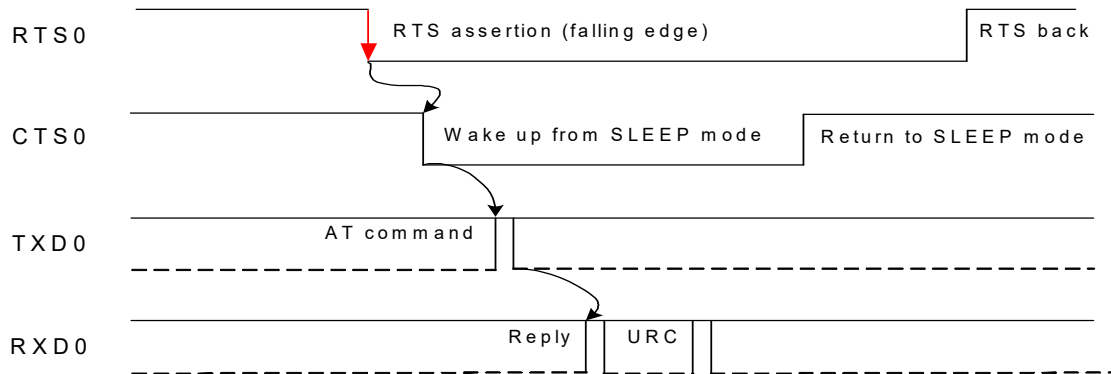 RTS0
RTS assertion (falling edge)
RTS back
CTS0
Wake up from SLEEP mode
Return to SLEEP mode
TXD0
AT command
RXD0
Reply
URC